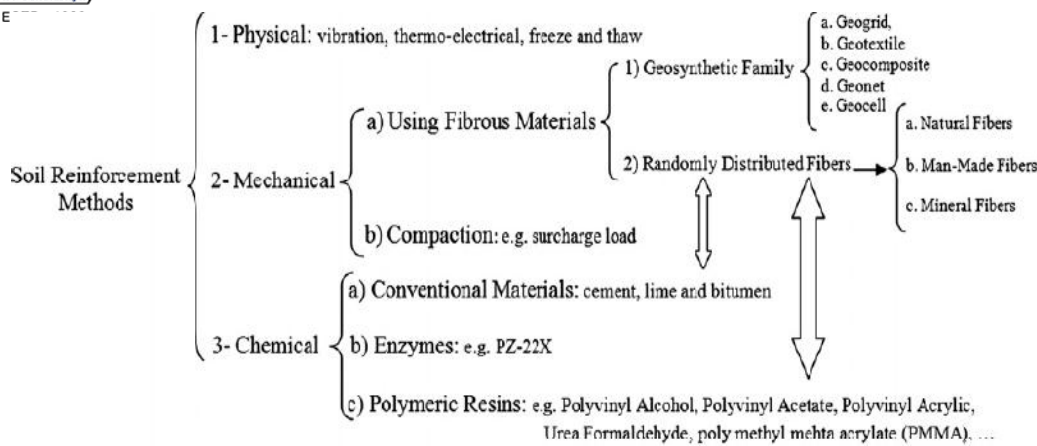 1- Physical: vibration, thermo-electrical, freeze and thaw
Soil Reinforcement
Methods
2- Mechanical
a) Using Fibrous Materials
1) Geosynthetic Family
a. Geogrid,
b. Geotextile
c. Geocomposite
d. Geonet
e. Geocell
2) Randomly Distributed Fibers
a. Natural Fibers
b. Man-Made Fibers
c. Mineral Fibers
b) Compaction: e.g. surcharge load
3- Chemical
a) Conventional Materials: cement, lime and bitumen
b) Enzymes: e.g. PZ-22X
c) Polymeric Resins: e.g. Polyvinyl Alcohol, Polyvinyl Acetate, Polyvinyl Acrylic,
Urea Formaldehyde, poly methyl mehta acrylate (PMMA), ...